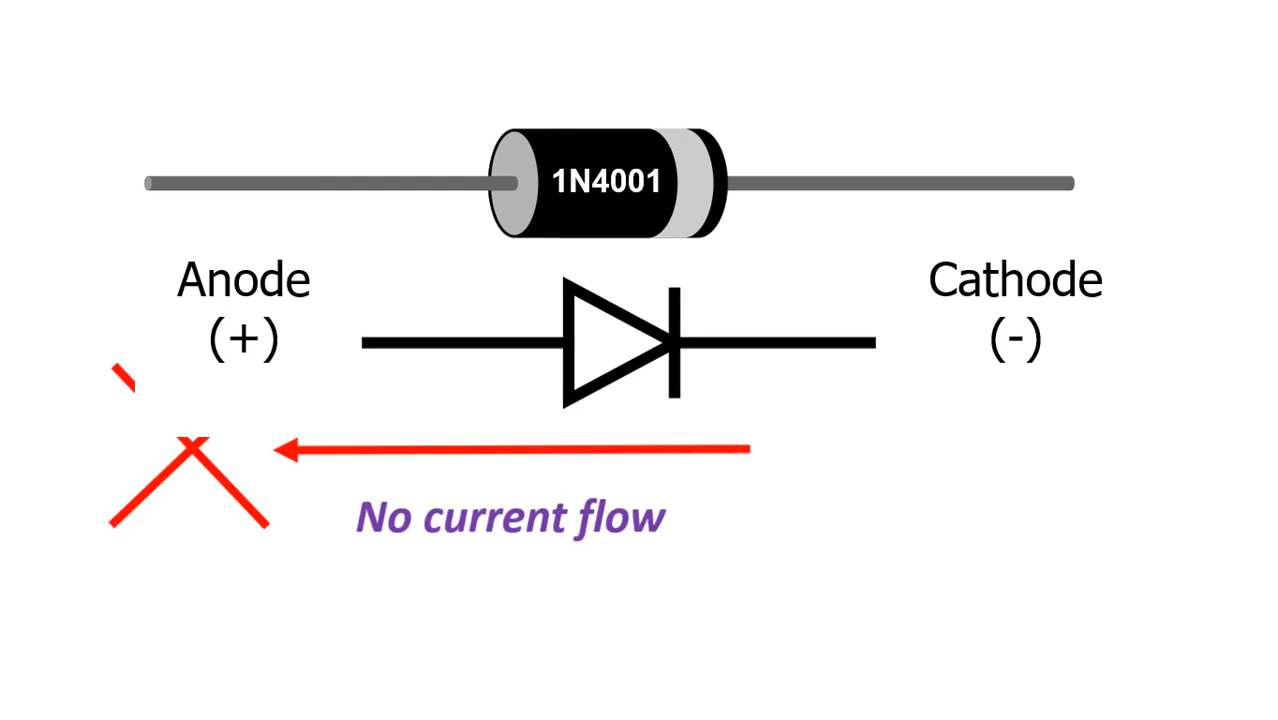 1N4001
Anode
(+)
Cathode
(-)
No current flow